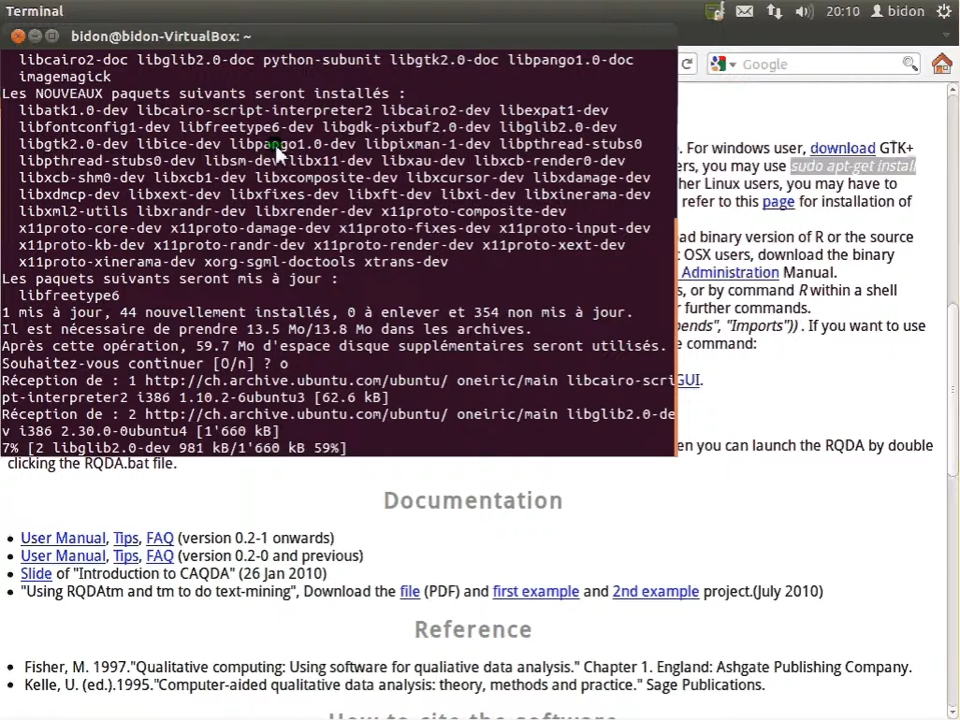 Terminal
20:10 bidon
bidon@bidon-VirtualBox: ~
Google
libcairo2-doc libglib2.0-doc python-subunit libgtk2.0-doc libpango1.0-doc
imagemagick
Les NOUVEAUX paquets suivants seront installés :
libatk1.0-dev libcairo-script-interpreter2 libcairo2-dev libexpat1-dev
libfontconfig1-dev libfreetype6-dev libgdk-pixbuf2.0-dev libglib2.0-dev
libgtk2.0-dev libice-dev libpango1.0-dev libpixman-1-dev libpthread-stubs0
libpthread-stubs0-dev libsm-dev libx11-dev libxau-dev libxcb-render0-dev
libxcb-shm0-dev libxcb1-dev libxcomposite-dev libxcursor-dev libxdamage-dev
libxdmcp-dev libxext-dev libxfixes-dev libxft-dev libxi-dev libxinerama-dev
libxml2-utils libxrandr-dev libxrender-dev x11proto-composite-dev
x11proto-core-dev x11proto-damage-dev x11proto-fixes-dev x11proto-input-dev
x11proto-kb-dev x11proto-randr-dev x11proto-render-dev x11proto-xext-dev
x11proto-xinerama-dev xorg-sgml-doctools xtrans-dev
Les paquets suivants seront mis à jour :
libfreetype6
1 mis à jour, 44 nouvellement installés, 0 à enlever et 354 non mis à jour.
Il est nécessaire de prendre 13.5 Mo/13.8 Mo dans les archives.
Après cette opération, 59.7 Mo d'espace disque supplémentaires seront utilisés.
Souhaitez-vous continuer [O/n] ? o
Réception de : 1 http://ch.archive.ubuntu.com/ubuntu/ oneiric/main libcairo-scri
pt-interpreter2 i386 1.10.2-6ubuntu3 [62.6 kB]
Réception de : 2 http://ch.archive.ubuntu.com/ubuntu/ oneiric/main libglib2.0-de
v i386 2.30.0-0ubuntu4 [1'660 kB]
7% [2 libglib2.0-dev 981 kB/1'660 kB 59%]
. For windows user, download GTK+
ers, you may use sudo apt-get install
her Linux users, you may have to
refer to this page for installation of
ad binary version of R or the source
OSX users, download the binary
Administration Manual.
s, or by command R within a shell
r further commands.
pends", "Imports")) . If you want to use
e command:
GUI.
en you can launch the RQDA by double
clicking the RQDA.bat file.
Documentation
• User Manual, Tips, FAQ (version 0.2-1 onwards)
• User Manual, Tips, FAQ (version 0.2-0 and previous)
• Slide of "Introduction to CAQDA" (26 Jan 2010)
• "Using RQDAtm and tm to do text-mining", Download the file (PDF) and first example and 2nd example project.(July 2010)
Reference
• Fisher, M. 1997."Qualitative computing: Using software for qualiative data analysis." Chapter 1. England: Ashgate Publishing Company.
• Kelle, U. (ed.).1995."Computer-aided qualitative data analysis: theory, methods and practice." Sage Publications.
How to cite the software